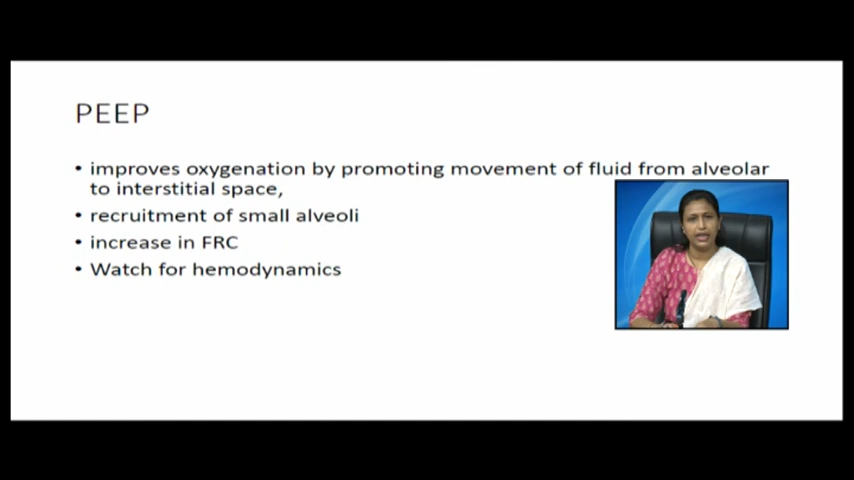 PEEP
• improves oxygenation by promoting movement of fluid from alveolar
to interstitial space,
• recruitment of small alveoli
• increase in FRC
• Watch for hemodynamics